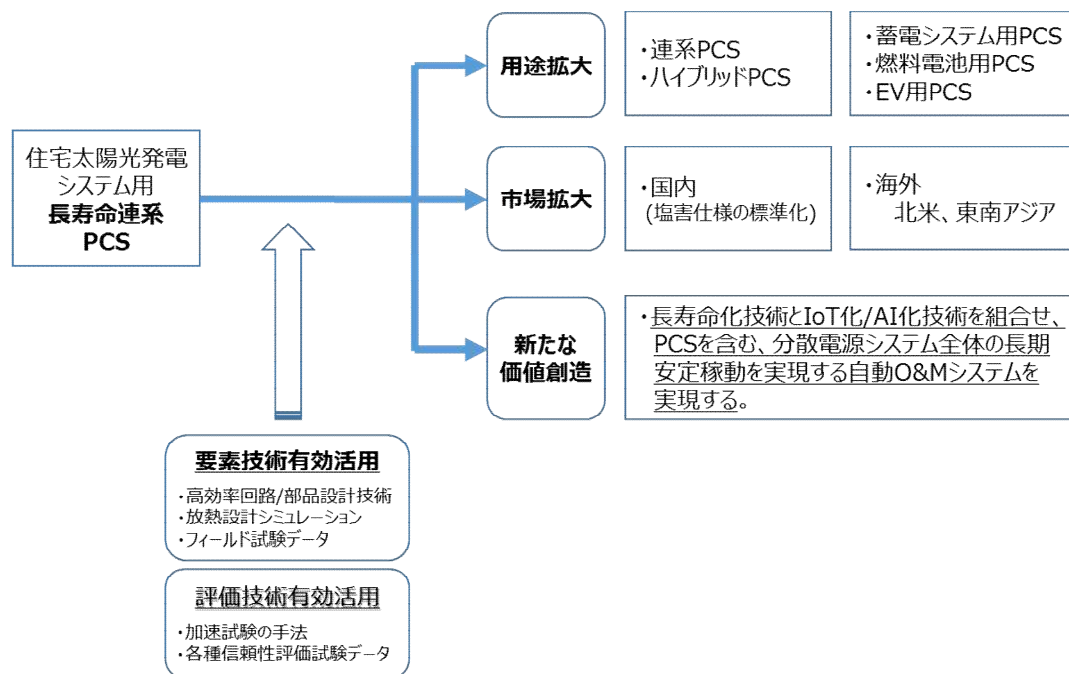 住宅太陽光発電
システム用
長寿命連系
PCS
用途拡大
・連系PCS
・ハイブリッドPCS
・蓄電システム用PCS
・燃料電池用PCS
・EV用PCS
市場拡大
・国内
(塩害仕様の標準化)
・海外
北米、東南アジア
新たな
価値創造
・長寿命化技術とIoT化/AI化技術を組合せ、
PCSを含む、分散電源システム全体の長期
安定稼動を実現する自動O&Mシステムを
実現する。
要素技術有効活用
・高効率回路/部品設計技術
・放熱設計シミュレーション
・フィールド試験データ
評価技術有効活用
・加速試験の手法
・各種信頼性評価試験データ